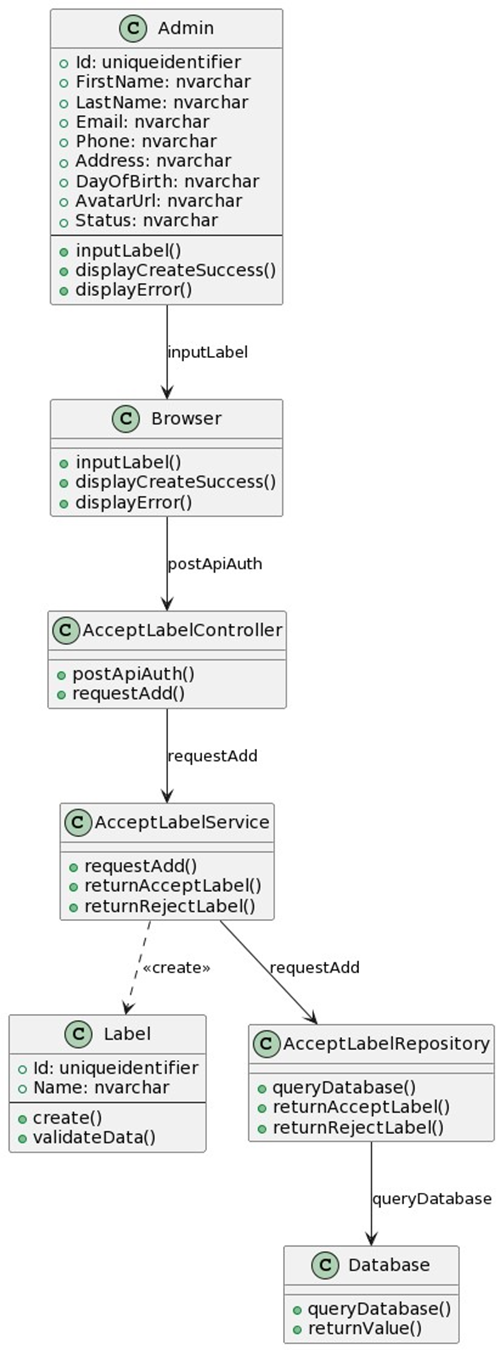 C Admin
Id: uniqueidentifier
FirstName: nvarchar
LastName: nvarchar
Email: nvarchar
Phone: nvarchar
Address: nvarchar
DayOfBirth: nvarchar
AvatarUrl: nvarchar
Status: nvarchar
inputLabel()
displayCreateSuccess()
displayError()
inputLabel
C Browser
inputLabel()
displayCreateSuccess()
displayError()
postApiAuth
C AcceptLabelController
postApiAuth()
requestAdd()
requestAdd
C AcceptLabelService
requestAdd()
returnAcceptLabel()
returnRejectLabel()
«create»
requestAdd
C Label
Id: uniqueidentifier
Name: nvarchar
create()
validateData()
C AcceptLabelRepository
queryDatabase()
returnAcceptLabel()
returnRejectLabel()
queryDatabase
C Database
queryDatabase()
returnValue()